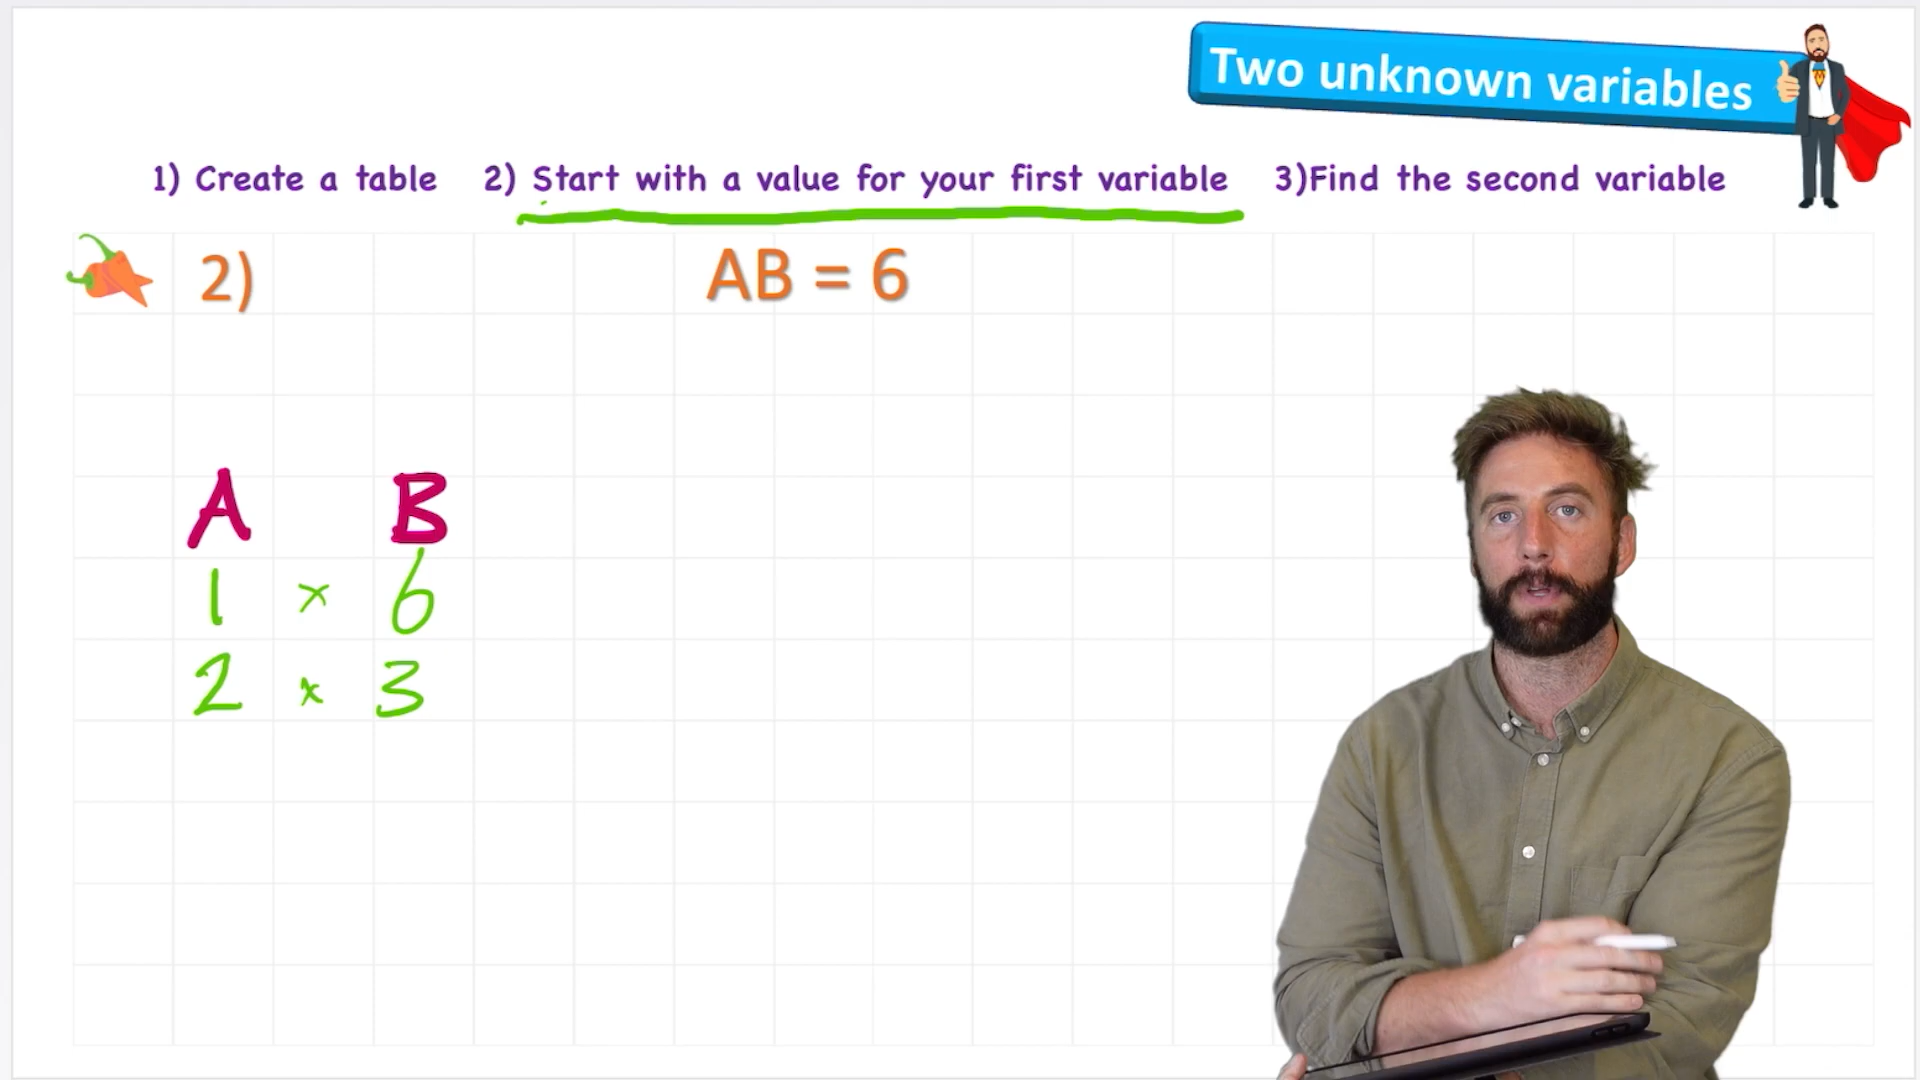 Two unknown variables
1) Create a table 2) Start with a value for your first variable 3)Find the second variable
2) AB = 6
A B
1 × 6
2 × 3